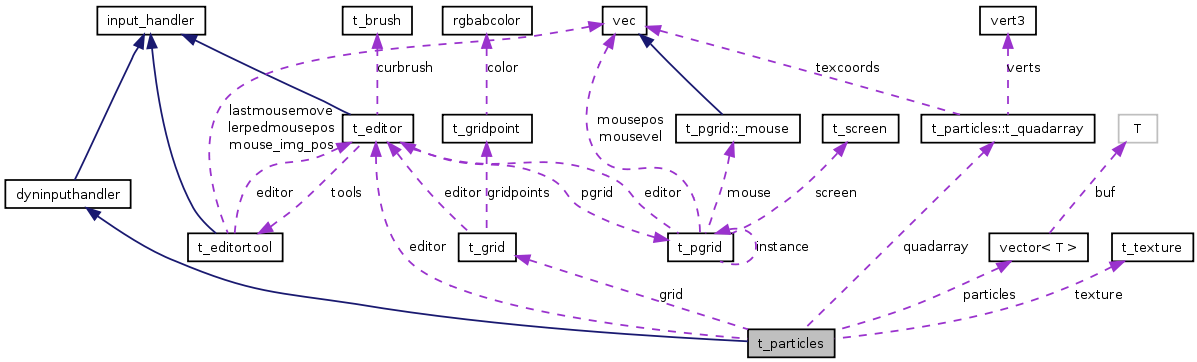 input_handler
t_brush
rgbabcolor
vec
vert3
curbrush
color
texcoords
verts
lastmousemove
lerpedmousepos
mouse_img_pos
t_editor
t_gridpoint
mousepos
mousevel
t_pgrid::_mouse
t_screen
t_particles::t_quadarray
T
dyninputhandler
editor
tools
editor
gridpoints
pgrid
editor
mouse
screen
buf
t_editortool
editor
t_grid
t_pgrid
instance
quadarray
vector< T >
t_texture
grid
particles
texture
t_particles